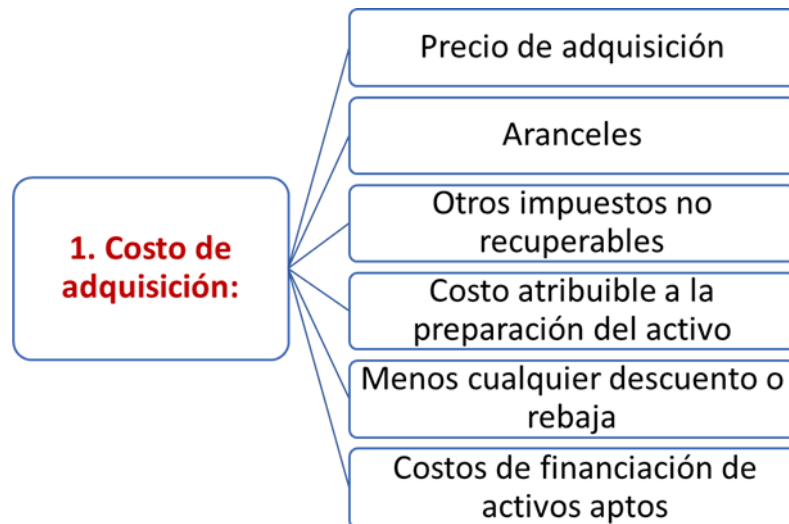 1. Costo de
adquisición:
Precio de adquisición
Aranceles
Otros impuestos no
recuperables
Costo atribuible a la
preparación del activo
Menos cualquier descuento o
rebaja
Costos de financiación de
activos aptos